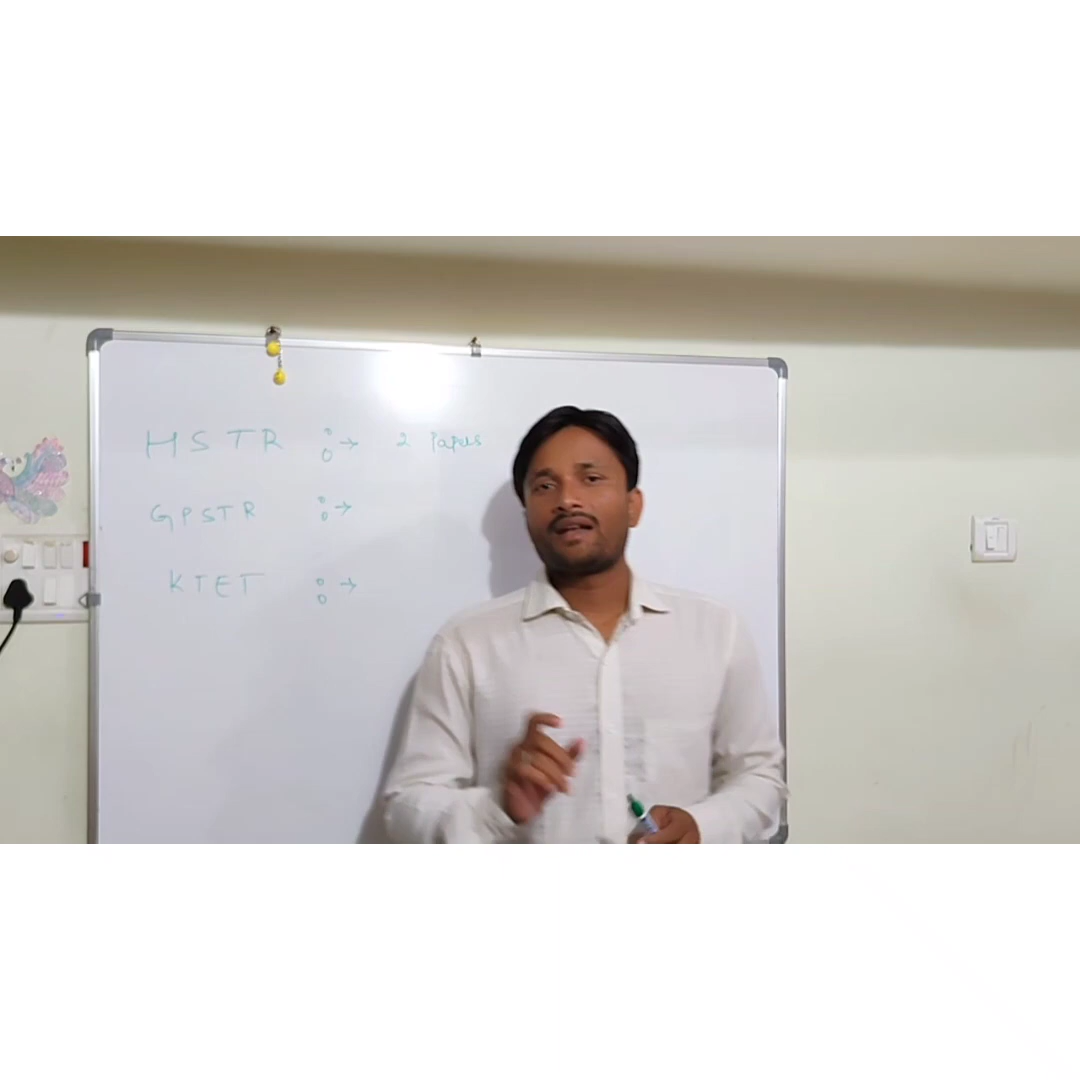 HSTR :→ 2 Papers
GPSTR :→
KTET :→